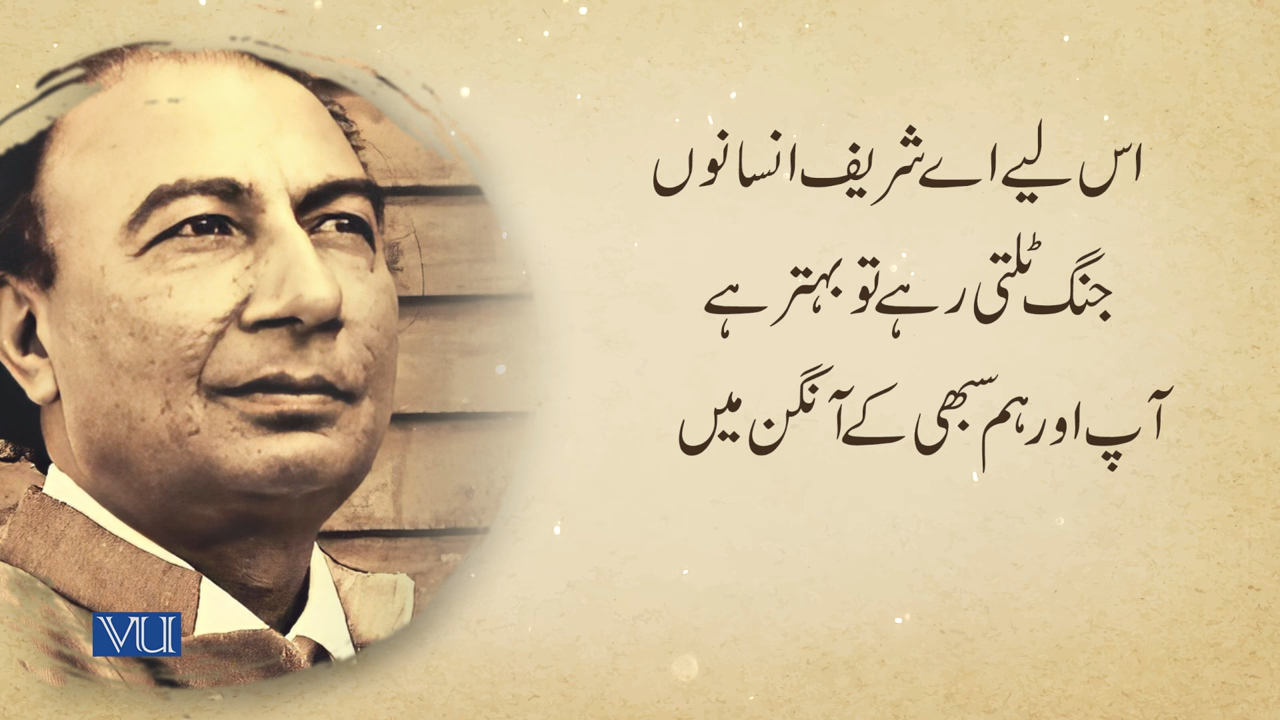 اس لیے اے شریف انسانوں
جنگ ٹلتی رہے تو بہتر ہے
آپ اور ہم سبھی کے آنگن میں
VU